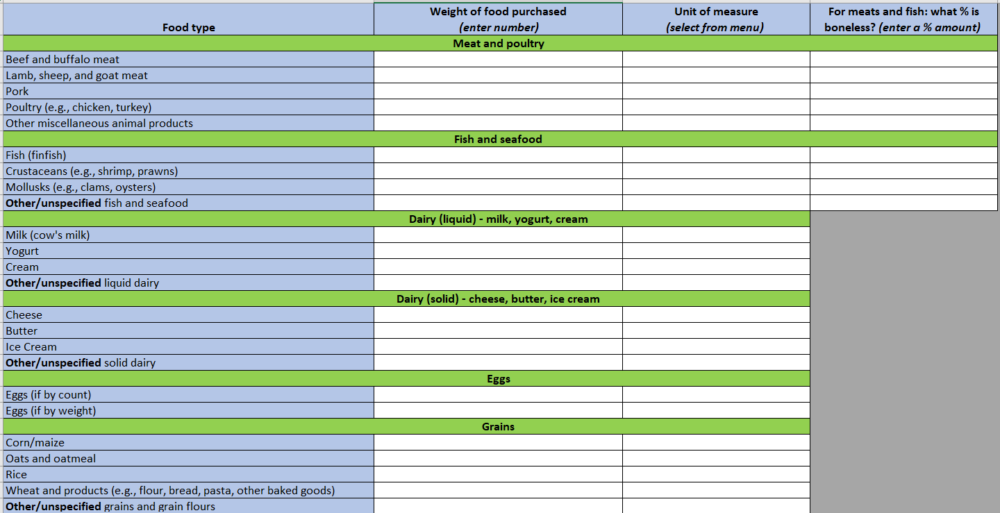 Food type
Weight of food purchased
(enter number)
Unit of measure
(select from menu)
For meats and fish: what % is
boneless? (enter a % amount)
Meat and poultry
Beef and buffalo meat
Lamb, sheep, and goat meat
Pork
Poultry (e.g., chicken, turkey)
Other miscellaneous animal products
Fish and seafood
Fish (finfish)
Crustaceans (e.g., shrimp, prawns)
Mollusks (e.g., clams, oysters)
Other/unspecified fish and seafood
Dairy (liquid) - milk, yogurt, cream
Milk (cow's milk)
Yogurt
Cream
Other/unspecified liquid dairy
Dairy (solid) - cheese, butter, ice cream
Cheese
Butter
Ice Cream
Other/unspecified solid dairy
Eggs
Eggs (if by count)
Eggs (if by weight)
Grains
Corn/maize
Oats and oatmeal
Rice
Wheat and products (e.g., flour, bread, pasta, other baked goods)
Other/unspecified grains and grain flours